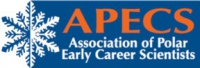 APECS
Association of Polar
Early Career Scientists